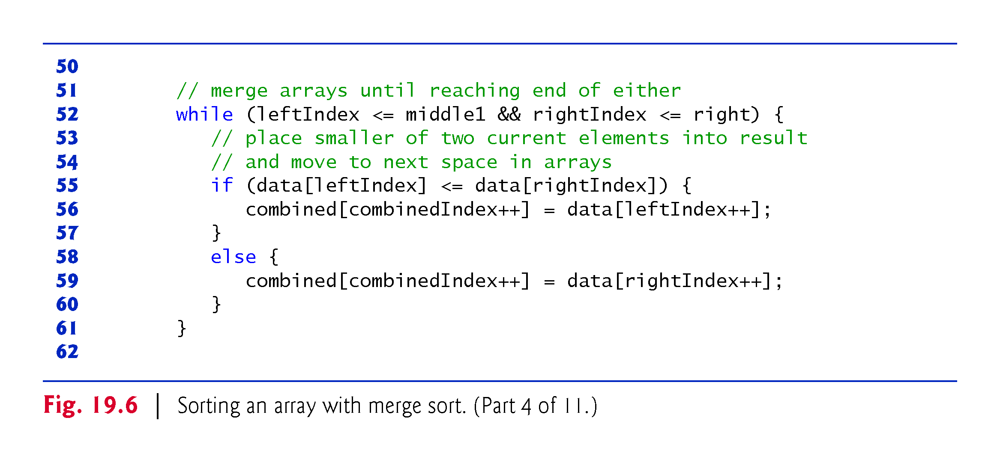 50
51 // merge arrays until reaching end of either
52 while (leftIndex <= middle1 && rightIndex <= right) {
53 // place smaller of two current elements into result
54 // and move to next space in arrays
55 if (data[leftIndex] <= data[rightIndex]) {
56 combined[combinedIndex++] = data[leftIndex++];
57 }
58 else {
59 combined[combinedIndex++] = data[rightIndex++];
60 }
61 }
62
Fig. 19.6 | Sorting an array with merge sort. (Part 4 of 11.)